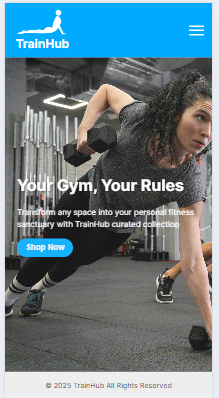 TrainHub
Your Gym, Your Rules
Transform any space into your personal fitness
sanctuary with TrainHub curated collection
Shop Now
© 2025 TrainHub All Rights Reserved